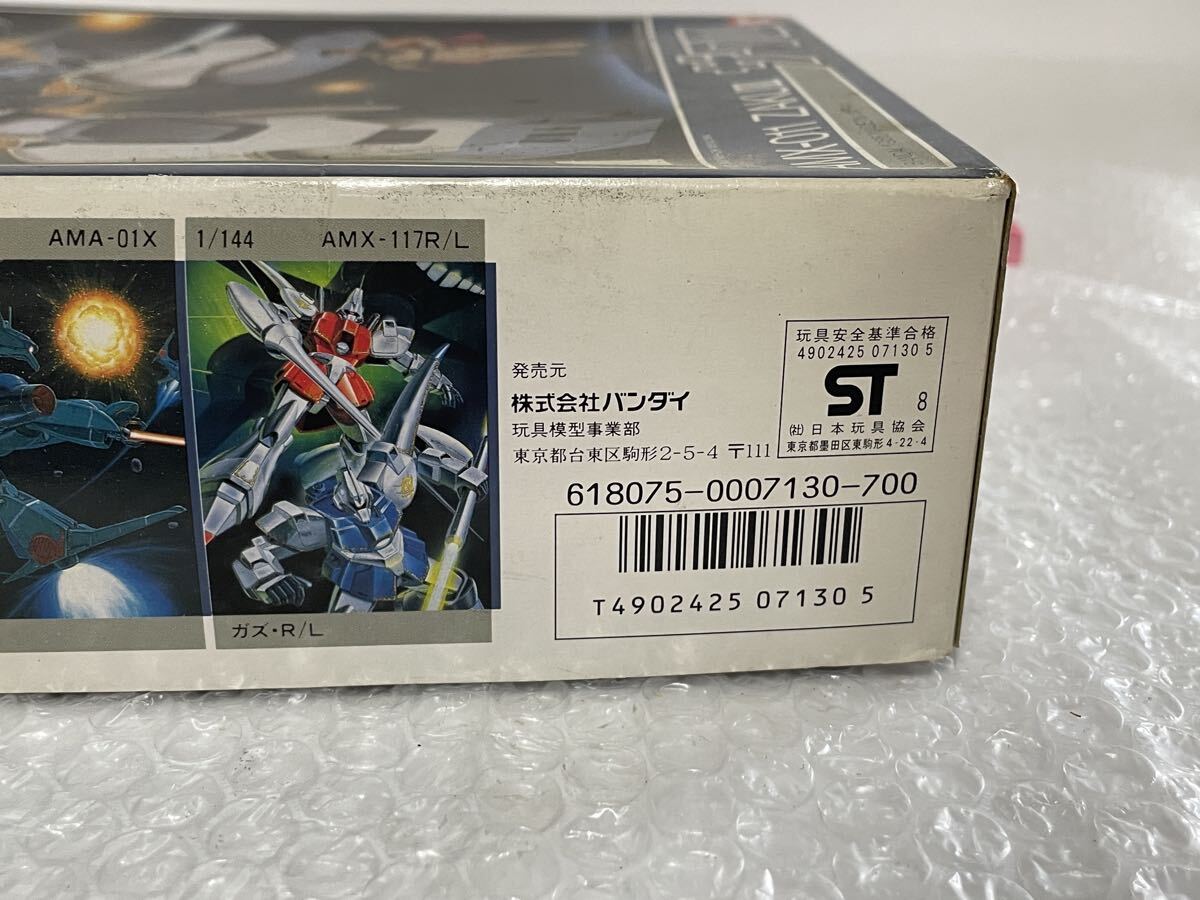 AMX-011 ZAKU III
AMA-01X
1/144 AMX-117R/L
ガズ・R/L
発売元
株式会社バンダイ
玩具模型事業部
東京都台東区駒形2-5-4 〒111
玩具安全基準合格
4902425 07130 5
ST 8
(社)日本玩具協会
東京都墨田区東駒形4-22-4
618075-0007130-700
T4902425 07130 5